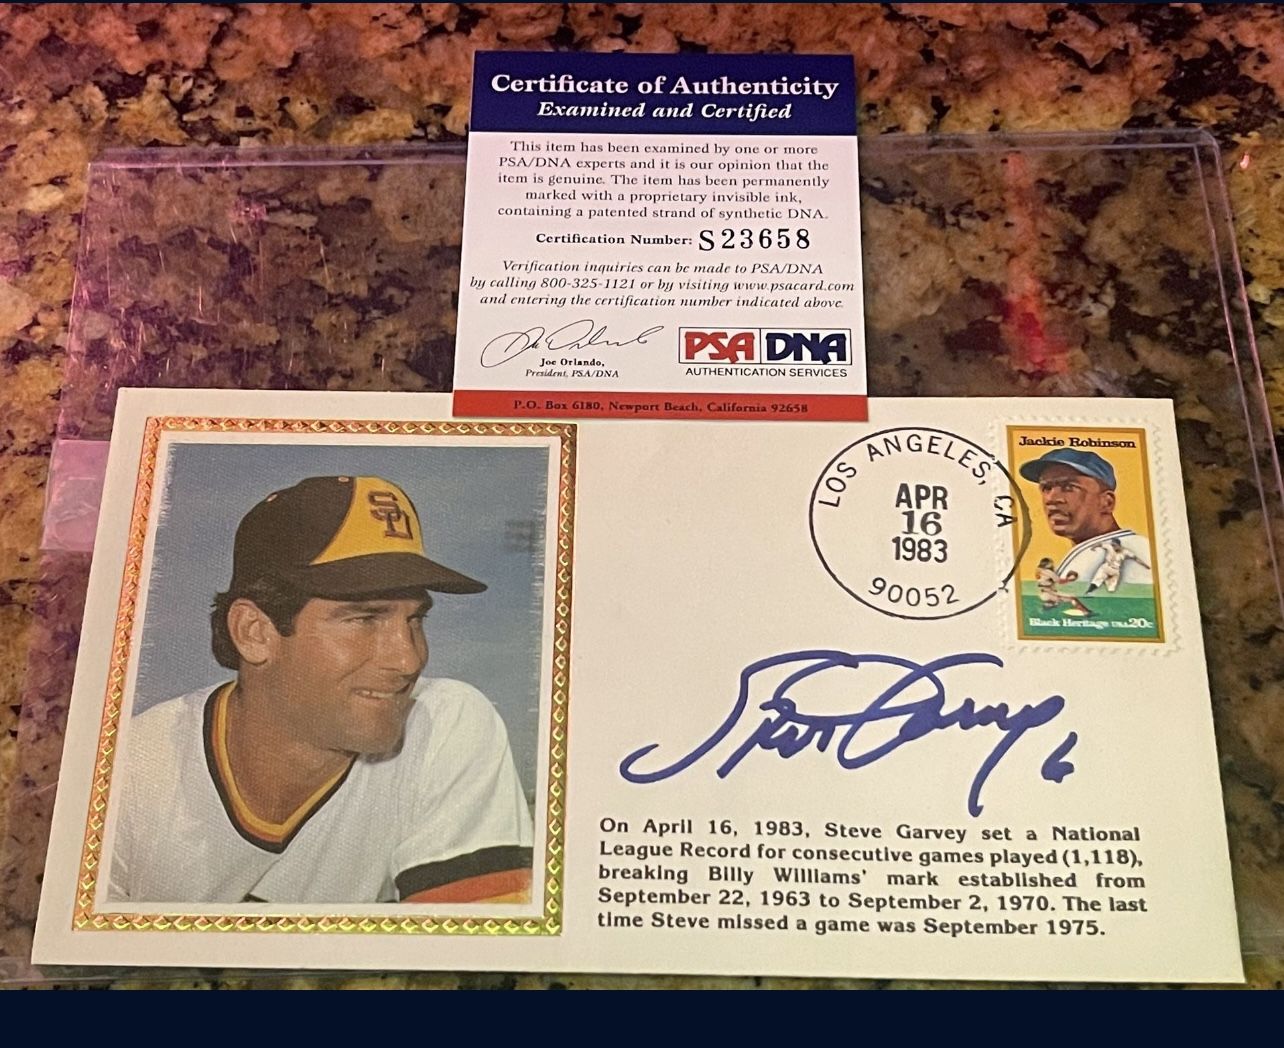 Certificate of Authenticity
Examined and Certified
This item has been examined by one or more
PSA/DNA experts and it is our opinion that the
item is genuine. The item has been permanently
marked with a proprietary invisible ink,
containing a patented strand of synthetic DNA.
Certification Number: S23658
Verification inquiries can be made to PSA/DNA
by calling 800-325-1121 or by visiting www.psacard.com
and entering the certification number indicated above.
Joe Orlando,
President, PSA/DNA
PSA DNA
AUTHENTICATION SERVICES
P.O. Box 6180, Newport Beach, California 92658
SD
LOS ANGELES, CA
APR
16
1983
90052
Jackie Robinson
Black Heritage USA 20c
Steve Garvey 6
On April 16, 1983, Steve Garvey set a National
League Record for consecutive games played (1,118),
breaking Billy Williams' mark established from
September 22, 1963 to September 2, 1970. The last
time Steve missed a game was September 1975.